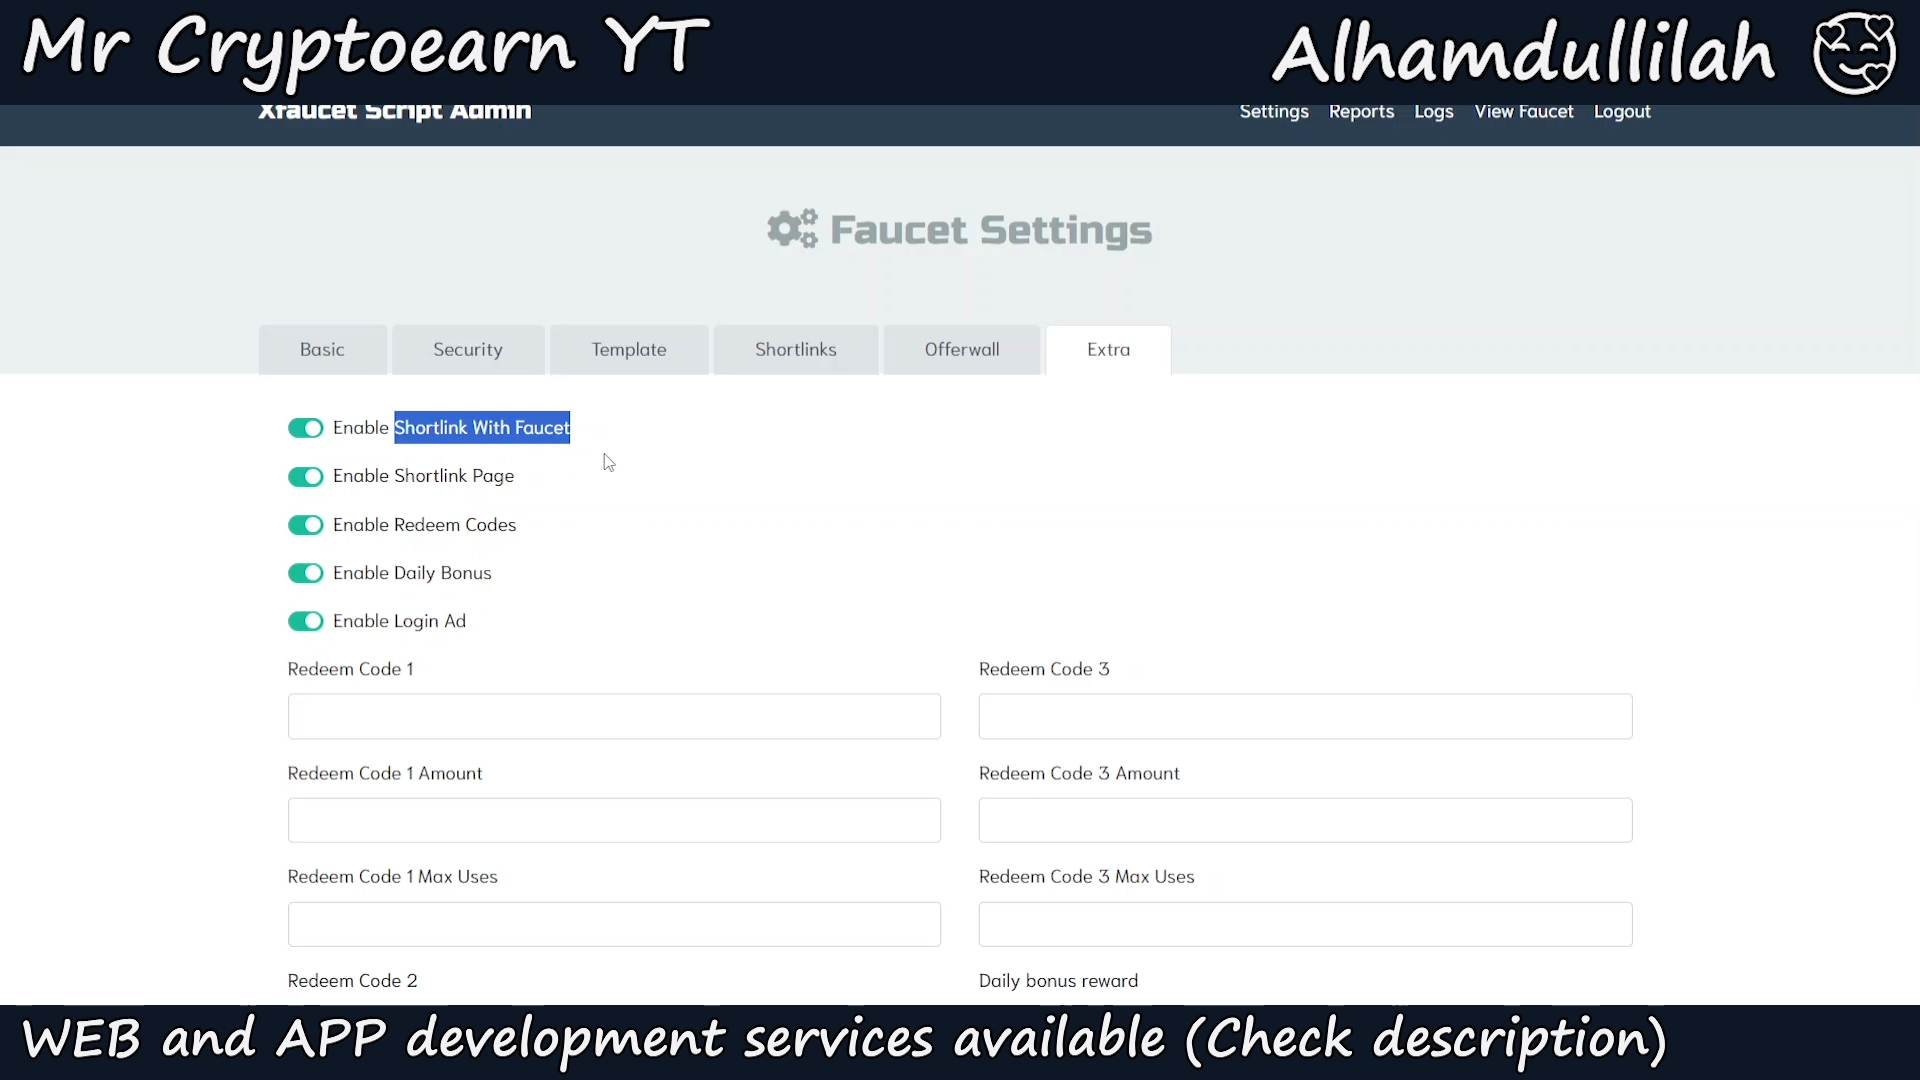 Mr Cryptoearn YT
Alhamdullilah
Xfaucet Script Admin
Settings Reports Logs View Faucet Logout
Faucet Settings
Basic Security Template Shortlinks Offerwall Extra
Enable Shortlink With Faucet
Enable Shortlink Page
Enable Redeem Codes
Enable Daily Bonus
Enable Login Ad
Redeem Code 1
Redeem Code 3
Redeem Code 1 Amount
Redeem Code 3 Amount
Redeem Code 1 Max Uses
Redeem Code 3 Max Uses
Redeem Code 2
Daily bonus reward
WEB and APP development services available (Check description)